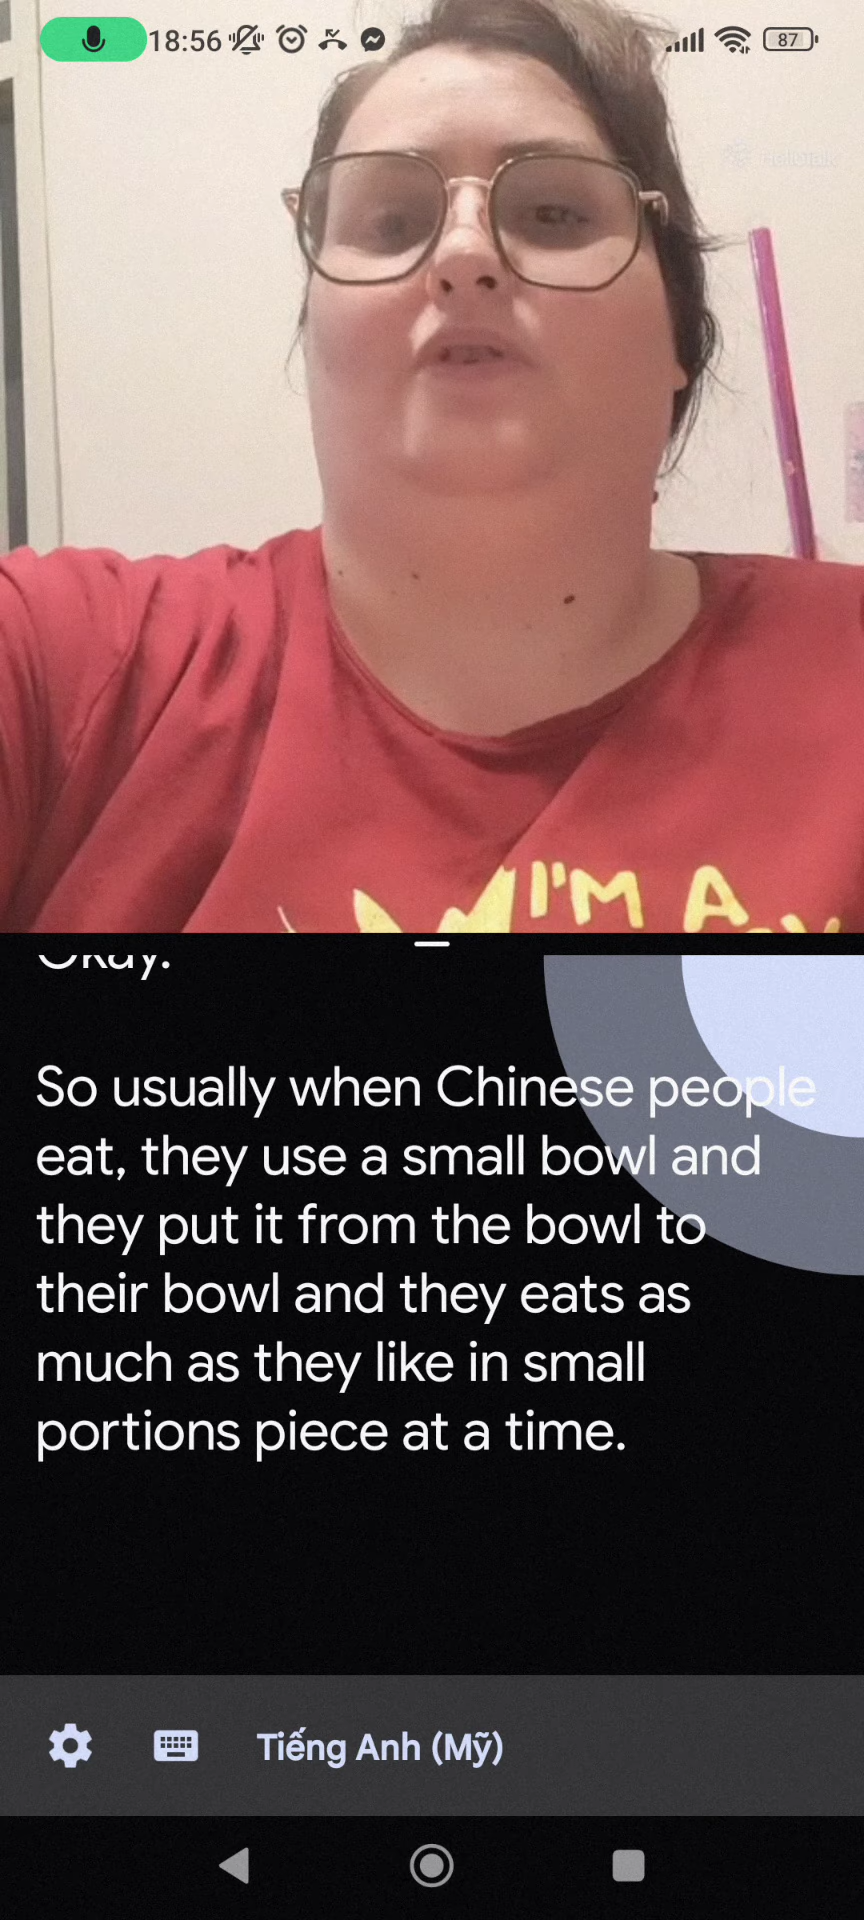 18:56
87
I'M A
Okay.
So usually when Chinese people
eat, they use a small bowl and
they put it from the bowl to
their bowl and they eats as
much as they like in small
portions piece at a time.
Tiếng Anh (Mỹ)